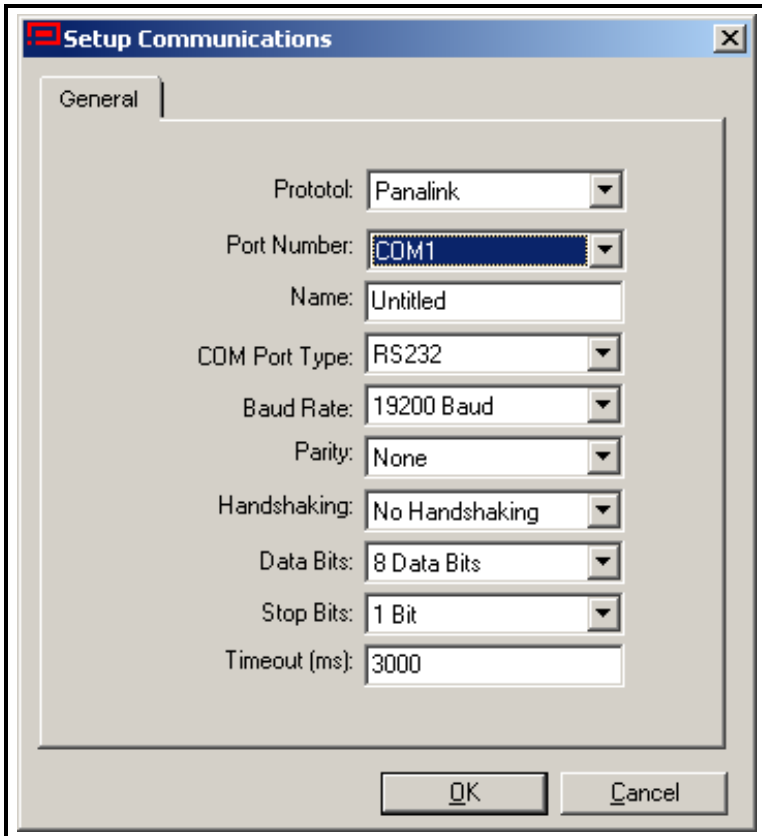 Setup Communications
General
Prototol: Panalink
Port Number: COM1
Name: Untitled
COM Port Type: RS232
Baud Rate: 19200 Baud
Parity: None
Handshaking: No Handshaking
Data Bits: 8 Data Bits
Stop Bits: 1 Bit
Timeout (ms): 3000
OK Cancel